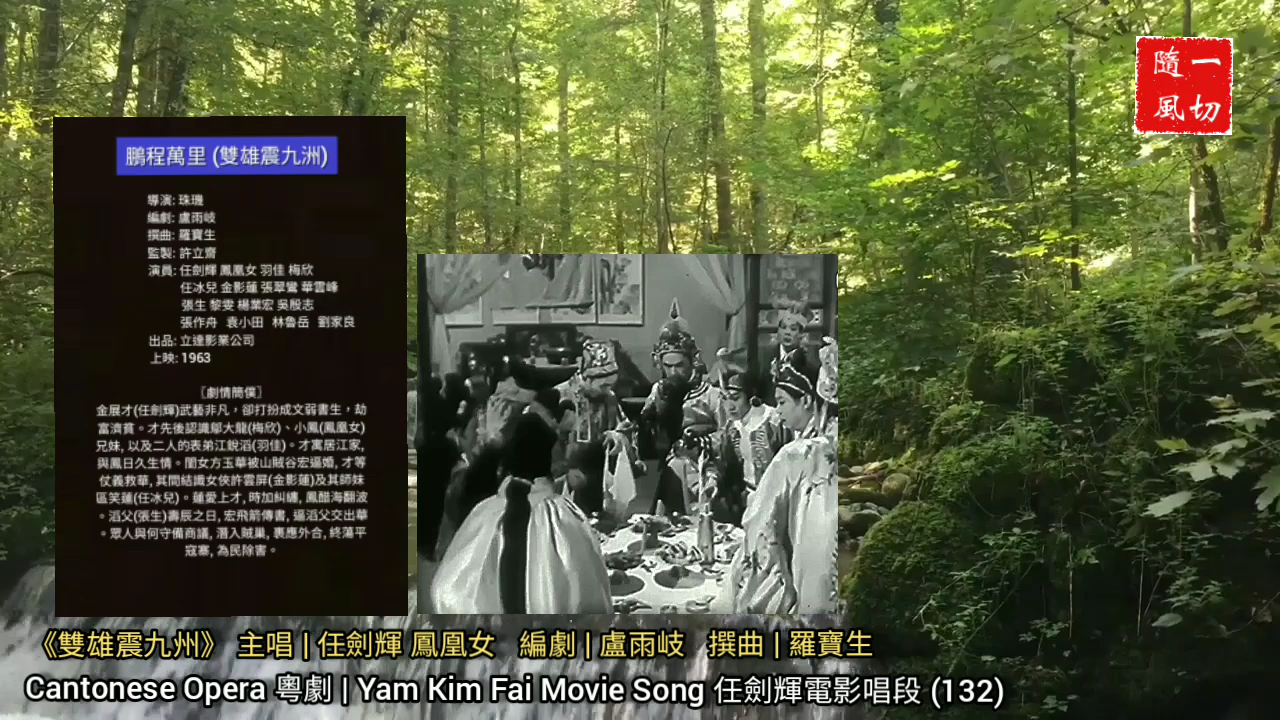 隨一
風切
鵬程萬里 (雙雄震九洲)
導演: 珠璣
編劇: 盧雨岐
撰曲: 羅寶生
監製: 許立齋
演員: 任劍輝 鳳凰女 羽佳 梅欣
任冰兒 金影蓮 張翠鸞 華雲峰
張生 黎雯 楊業宏 吳殷志
張作舟 袁小田 林魯岳 劉家良
出品: 立達影業公司
上映: 1963
〖劇情簡僕〗
金展才(任劍輝)武藝非凡，卻打扮成文弱書生，劫
富濟貧。才先後認識鄔大龍(梅欣)、小鳳(鳳凰女)
兄妹, 以及二人的表弟江銳滔(羽佳)。才寓居江家,
與鳳日久生情。閨女方玉華被山賊谷宏逼婚, 才等
仗義救華, 其間結識女俠許雲屏(金影蓮)及其師妹
區笑蓮(任冰兒)。蓮愛上才, 時加糾纏, 鳳醋海翻波
。滔父(張生)壽辰之日, 宏飛箭傳書, 逼滔父交出華
。眾人與何守備商議, 潛入賊巢, 裏應外合, 終蕩平
寇寨, 為民除害。
《雙雄震九州》 主唱 | 任劍輝 鳳凰女 編劇 | 盧雨岐 撰曲 | 羅寶生
Cantonese Opera 粵劇 | Yam Kim Fai Movie Song 任劍輝電影唱段 (132)